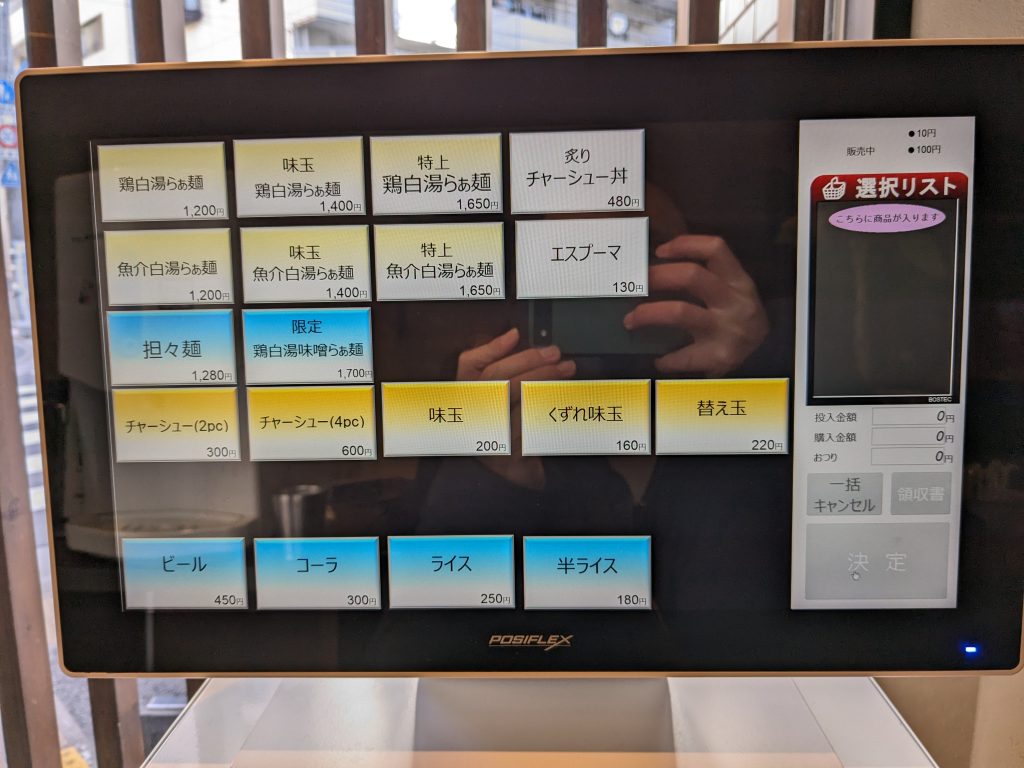 鶏白湯らぁ麺
1,200円
味玉
鶏白湯らぁ麺
1,400円
特上
鶏白湯らぁ麺
1,650円
炙り
チャーシュー丼
480円
魚介白湯らぁ麺
1,200円
味玉
魚介白湯らぁ麺
1,400円
特上
魚介白湯らぁ麺
1,650円
エスプーマ
130円
担々麺
1,280円
限定
鶏白湯味噌らぁ麺
1,700円
チャーシュー(2pc)
300円
チャーシュー(4pc)
600円
味玉
200円
くずれ味玉
160円
替え玉
220円
ビール
450円
コーラ
300円
ライス
250円
半ライス
180円
販売中
●10円
●100円
選択リスト
こちらに商品が入ります
BOSTEC
投入金額 0円
購入金額 0円
おつり 0円
一括
キャンセル
領収書
決定
POSIFLEX